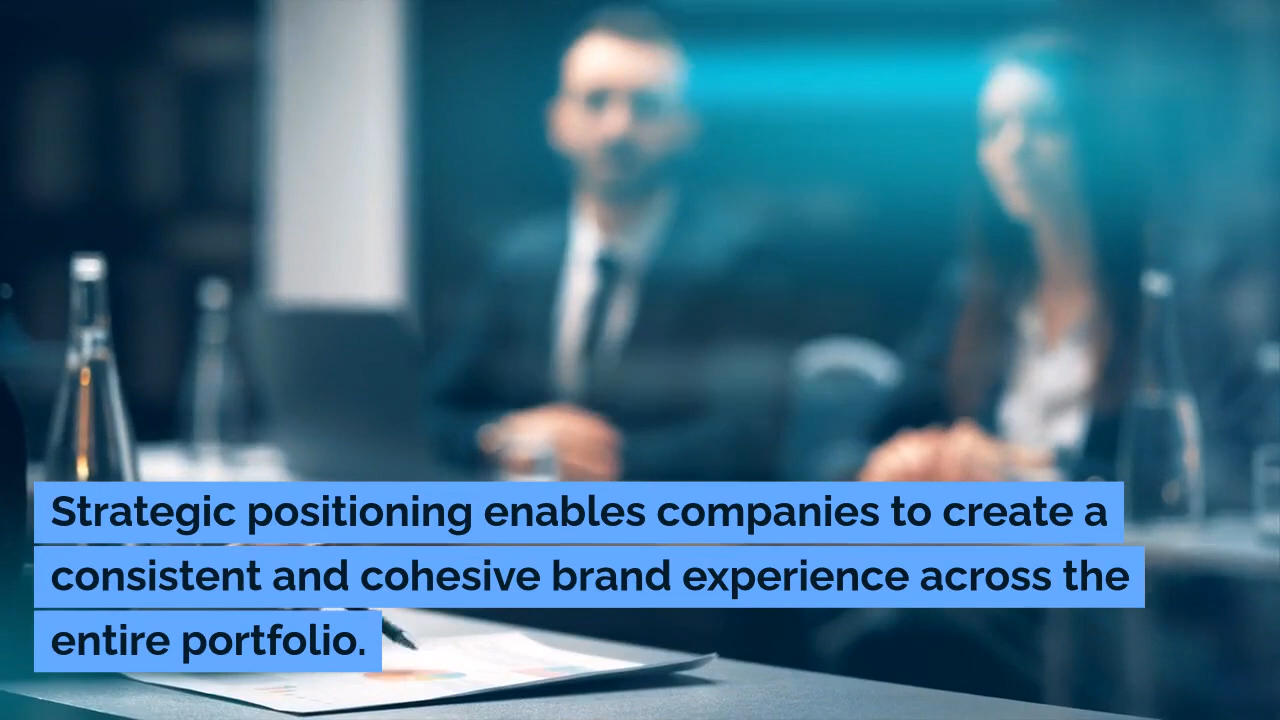 Strategic positioning enables companies to create a
consistent and cohesive brand experience across the
entire portfolio.